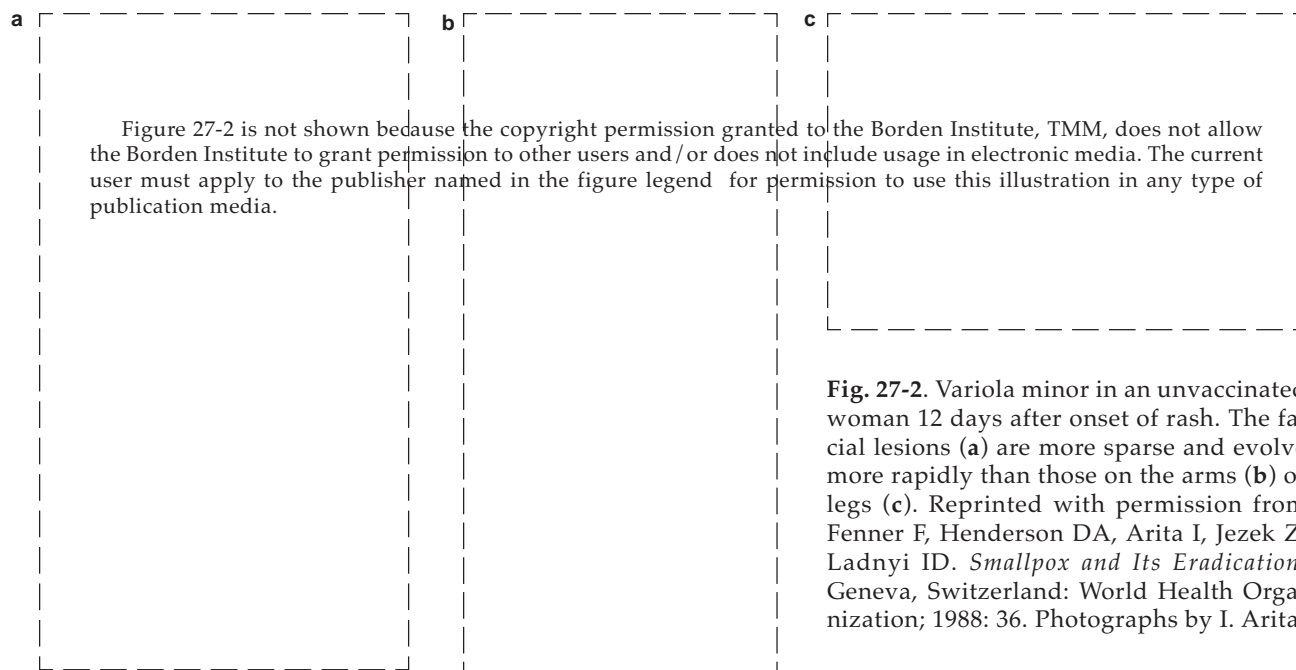 a
b
c
Figure 27-2 is not shown because the copyright permission granted to the Borden Institute, TMM, does not allow
the Borden Institute to grant permission to other users and/or does not include usage in electronic media. The current
user must apply to the publisher named in the figure legend for permission to use this illustration in any type of
publication media.
Fig. 27-2. Variola minor in an unvaccinated
woman 12 days after onset of rash. The fa
cial lesions (a) are more sparse and evolve
more rapidly than those on the arms (b) o
legs (c). Reprinted with permission from
Fenner F, Henderson DA, Arita I, Jezek Z
Ladnyi ID. Smallpox and Its Eradication
Geneva, Switzerland: World Health Orga
nization; 1988: 36. Photographs by I. Arita